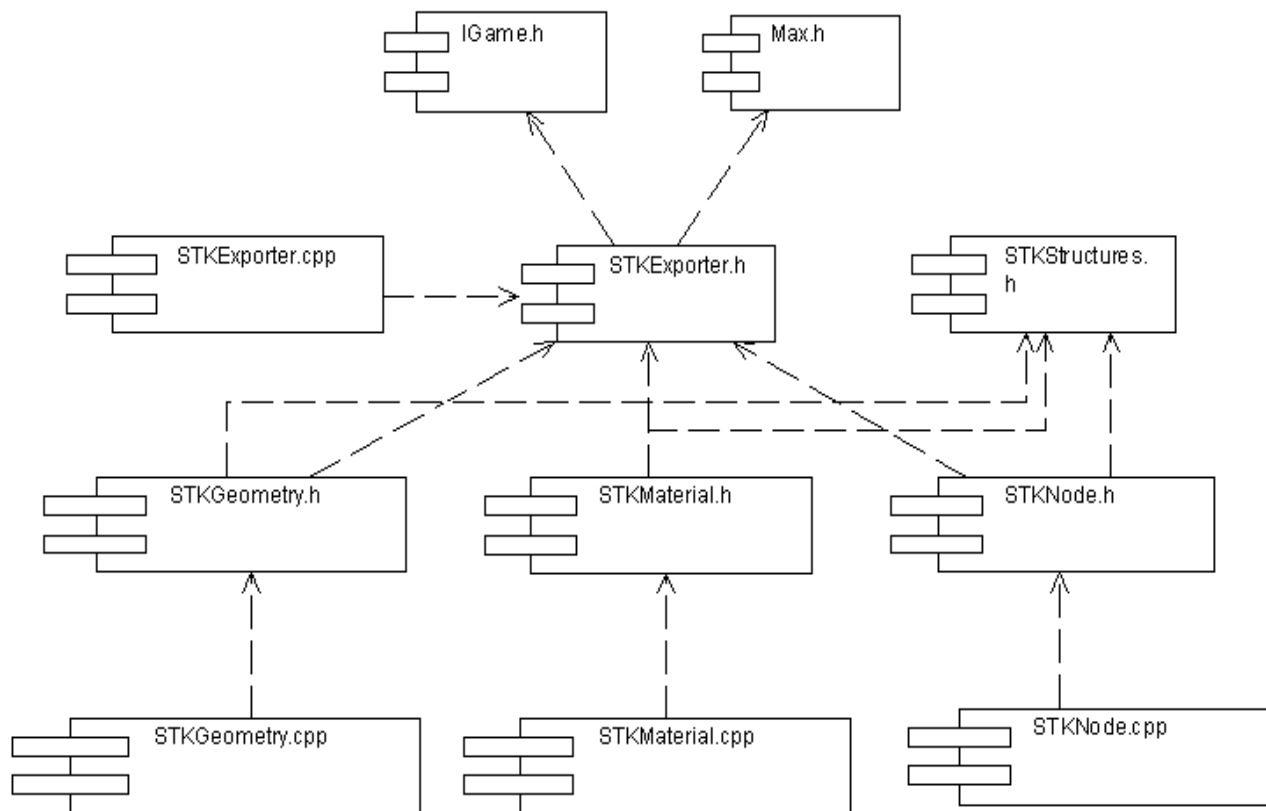 IGame.h
Max.h
STKExporter.cpp
STKExporter.h
STKStructures.
h
STKGeometry.h
STKMaterial.h
STKNode.h
STKGeometry.cpp
STKMaterial.cpp
STKNode.cpp